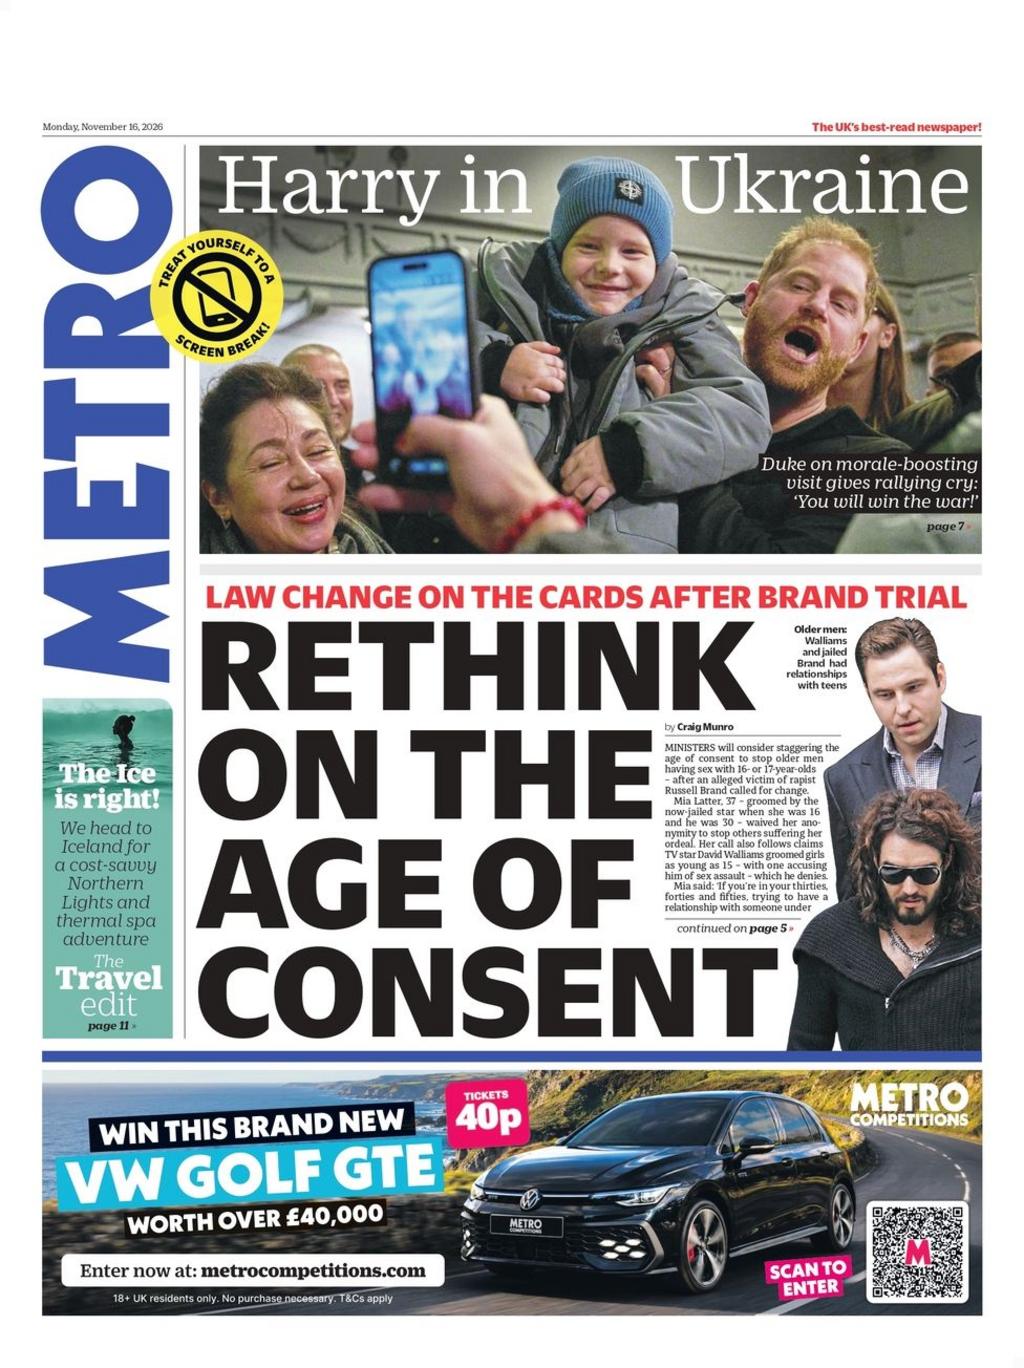 Monday, November 16, 2026
The UK's best-read newspaper!
METRO
TREAT YOURSELF TO A
SCREEN BREAK!
Harry in Ukraine
Duke on morale-boosting
visit gives rallying cry:
'You will win the war!'
page 7 »
LAW CHANGE ON THE CARDS AFTER BRAND TRIAL
RETHINK
ON THE
AGE OF
CONSENT
Older men:
Walliams
and jailed
Brand had
relationships
with teens
by Craig Munro
MINISTERS will consider staggering the
age of consent to stop older men
having sex with 16- or 17-year-olds
– after an alleged victim of rapist
Russell Brand called for change.
Mia Latter, 37 – groomed by the
now-jailed star when she was 16
and he was 30 – waived her ano-
nymity to stop others suffering her
ordeal. Her call also follows claims
TV star David Walliams groomed girls
as young as 15 – with one accusing
him of sex assault – which he denies.
Mia said: 'If you're in your thirties,
forties and fifties, trying to have a
relationship with someone under
continued on page 5 »
The Ice
is right!
We head to
Iceland for
a cost-savvy
Northern
Lights and
thermal spa
adventure
The
Travel
edit
page 11 »
WIN THIS BRAND NEW
VW GOLF GTE
WORTH OVER £40,000
Enter now at: metrocompetitions.com
18+ UK residents only. No purchase necessary. T&Cs apply
TICKETS
40p
METRO
COMPETITIONS
METRO
COMPETITIONS
SCAN TO
ENTER
M